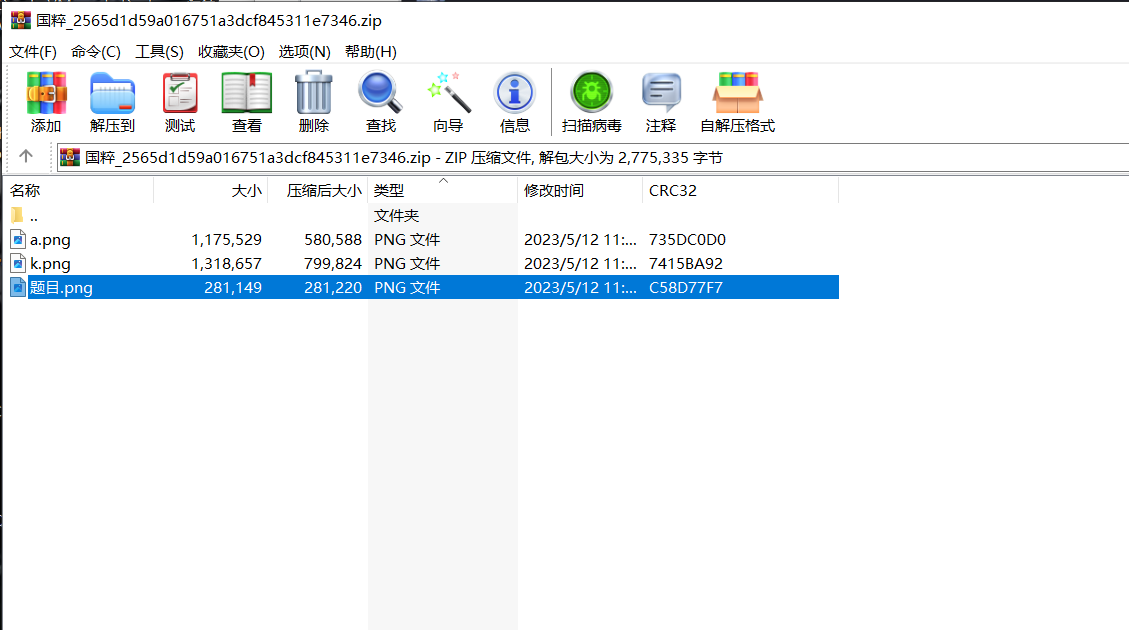 国粹_2565d1d59a016751a3dcf845311e7346.zip
文件(F) 命令(C) 工具(S) 收藏夹(O) 选项(N) 帮助(H)
添加 解压到 测试 查看 删除 查找 向导 信息 扫描病毒 注释 自解压格式
国粹_2565d1d59a016751a3dcf845311e7346.zip - ZIP 压缩文件, 解包大小为 2,775,335 字节
名称 大小 压缩后大小 类型 修改时间 CRC32
.. 文件夹
a.png 1,175,529 580,588 PNG 文件 2023/5/12 11:... 735DC0D0
k.png 1,318,657 799,824 PNG 文件 2023/5/12 11:... 7415BA92
题目.png 281,149 281,220 PNG 文件 2023/5/12 11:... C58D77F7